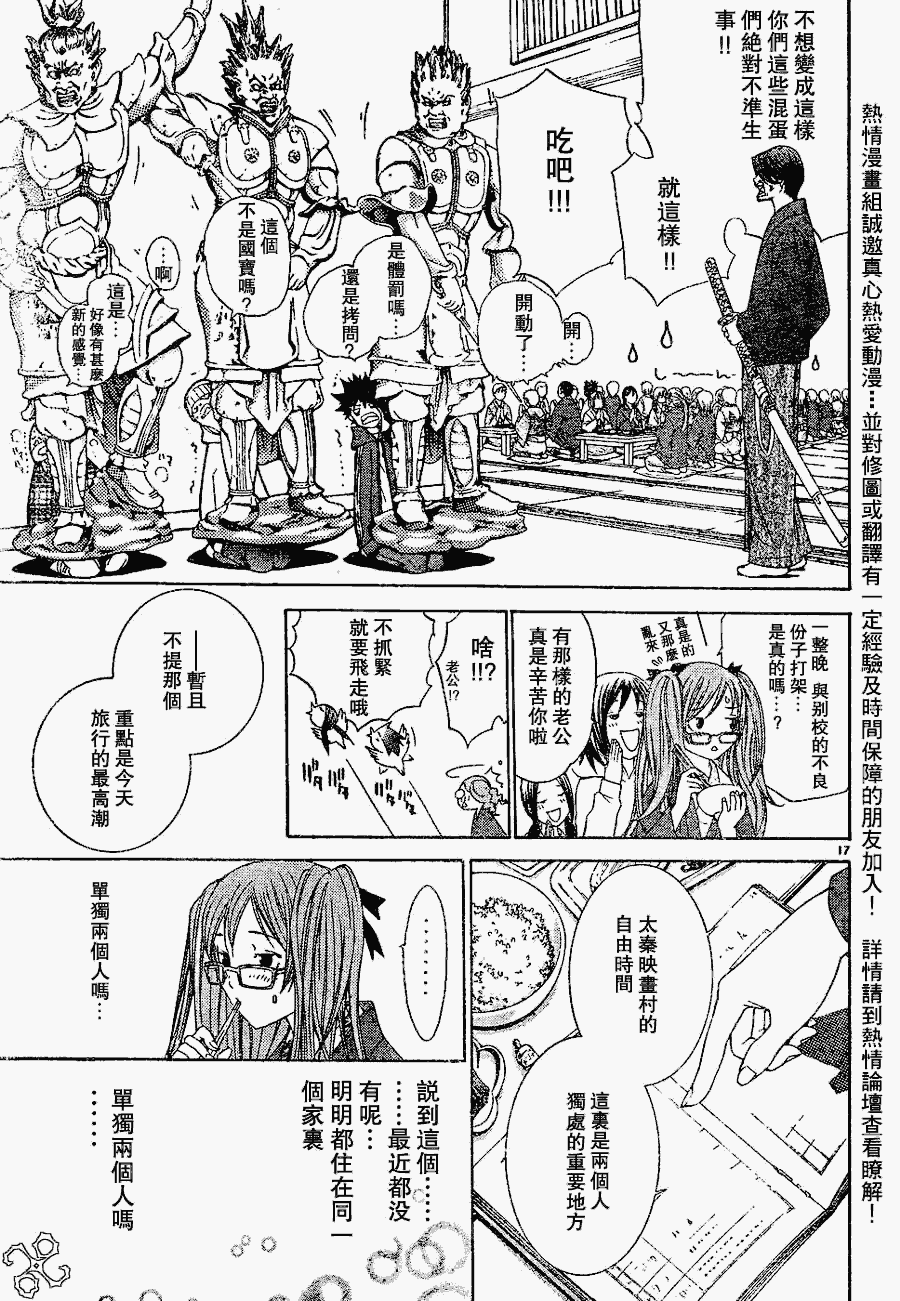 不想變成這樣
你們這些混蛋
們絕對不準生
事!!
就這樣!!
吃吧!!!
開…
開動了…
是體罰嗎…
還是拷問?
這個
不是國寶嗎?
…啊
這是…
好像有甚麼
新的感覺…
一整晚 與別校的不良
份子打架…
是真的嗎…?
真是的
又那麼
亂來
有那樣的老公
真是辛苦你啦
啥!!?
老公!?
不抓緊
就要飛走哦
バタ
バタ
バタ
——暫且
不提那個
重點是今天
旅行的最高潮
17
太秦映畫村的
自由時間
這裏是兩個人
獨處的重要地方
………
單獨兩個人嗎…
說到這個……
……最近都没
有呢…
明明都住在同一
個家裏
單獨兩個人嗎
……
熱情漫畫組誠邀真心熱愛動漫…並對修圖或翻譯有一定經驗及時間保障的朋友加入! 詳情請到熱情論壇查看瞭解!